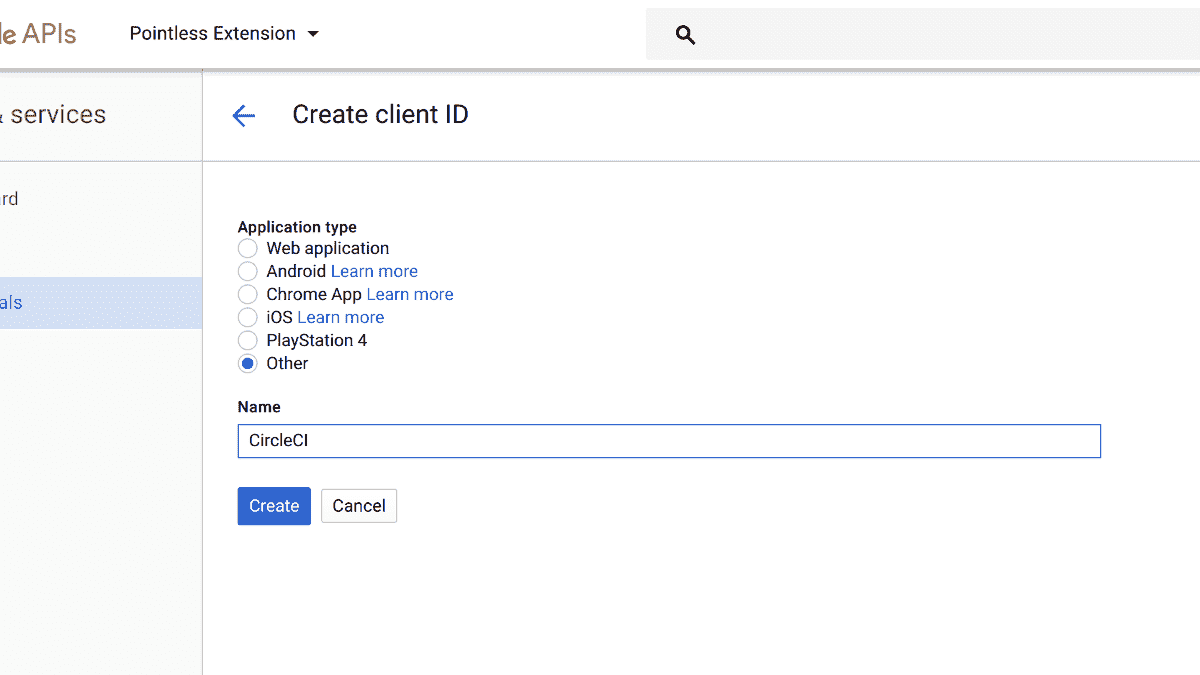 le APIs
Pointless Extension
services
Create client ID
rd
Application type
Web application
Android Learn more
Chrome App Learn more
als
iOS Learn more
PlayStation 4
Other
Name
CircleCI
Create Cancel